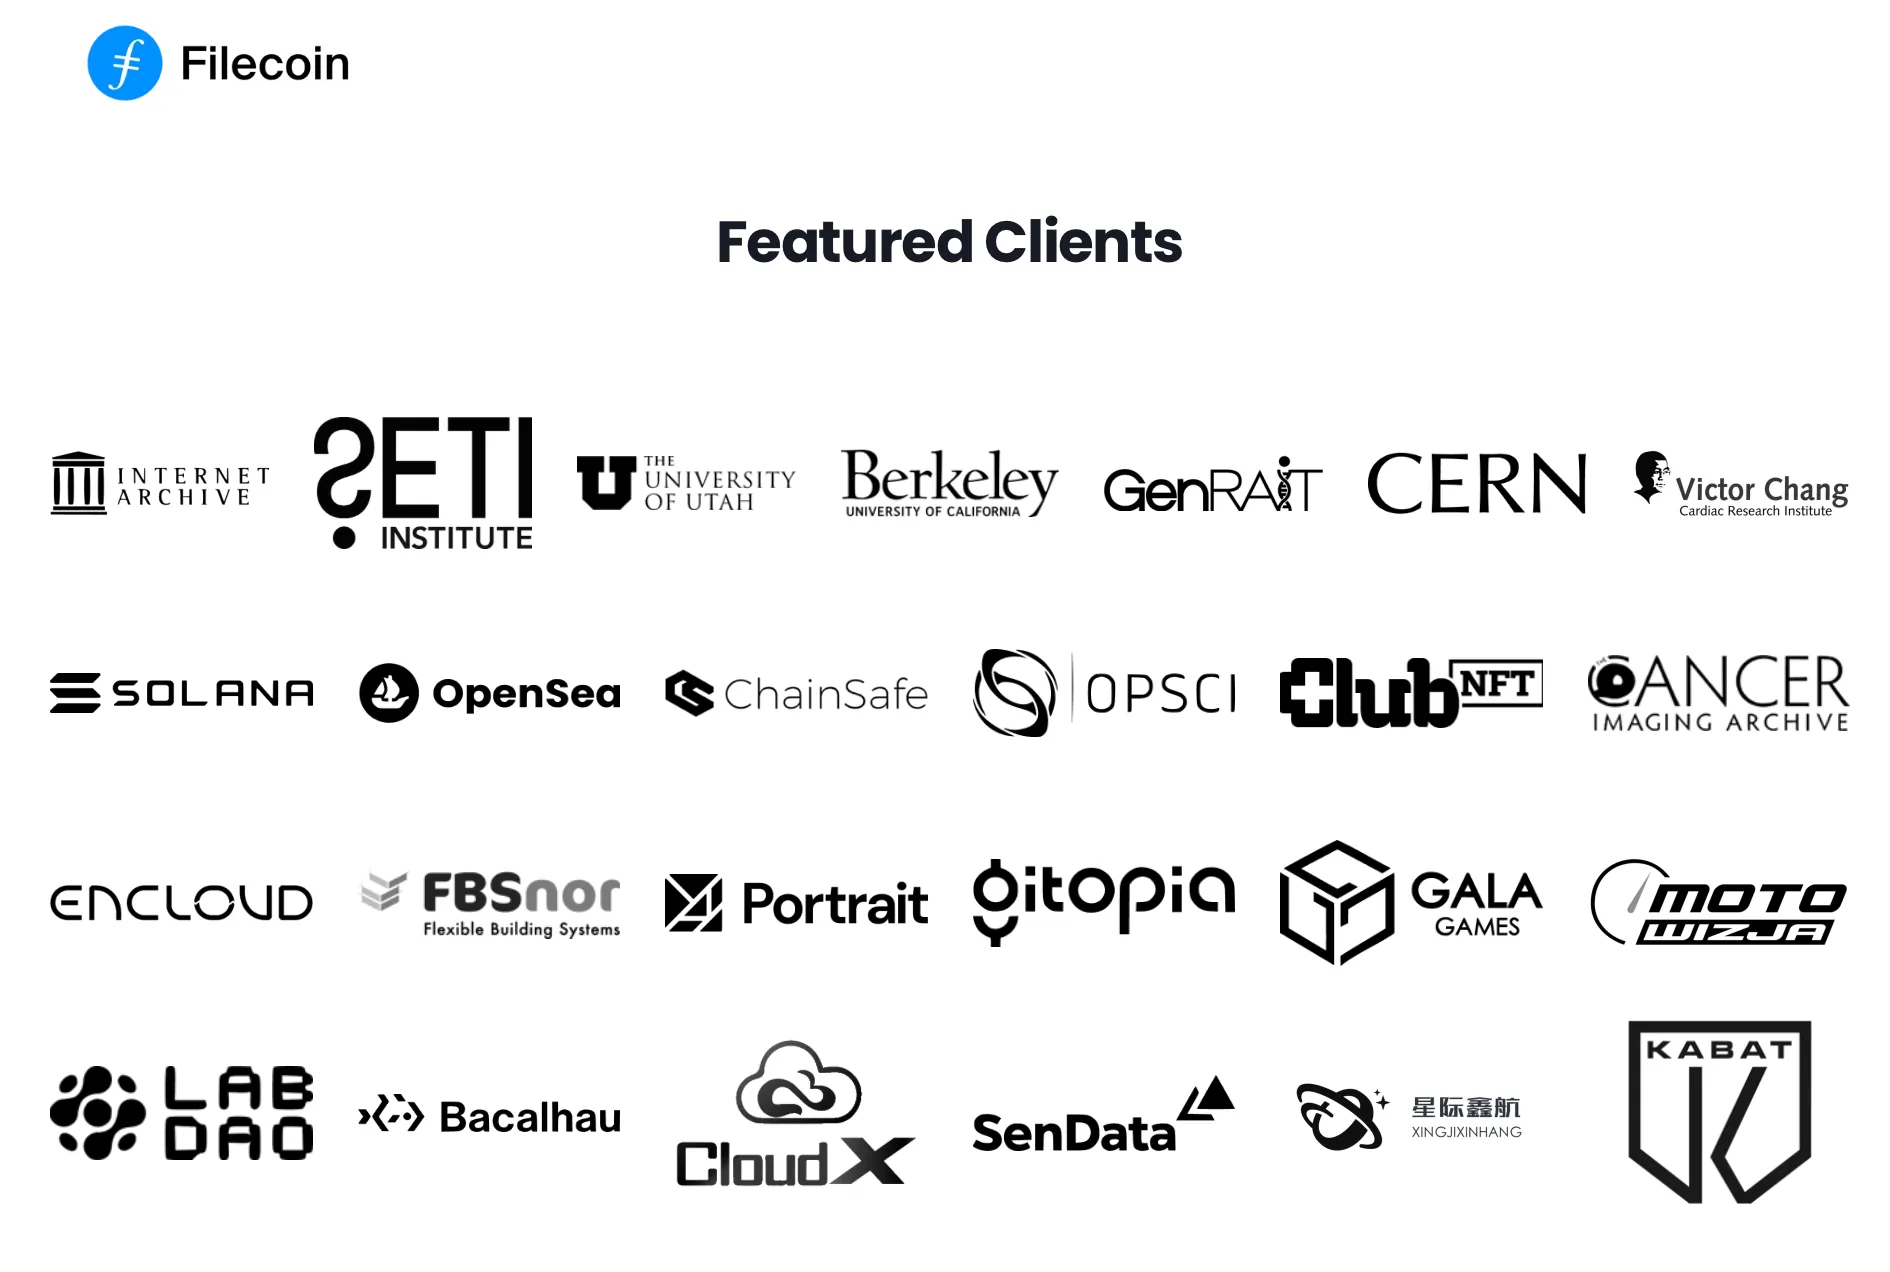 Filecoin
Featured Clients
INTERNET
ARCHIVE
SETI
INSTITUTE
THE
UNIVERSITY
OF UTAH
Berkeley
UNIVERSITY OF CALIFORNIA
GenRAiT
CERN
Victor Chang
Cardiac Research Institute
SOLANA
OpenSea
ChainSafe
OPSCI
Club NFT
THE
CANCER
IMAGING ARCHIVE
ENCLOUD
FBSnor
Flexible Building Systems
Portrait
gitopia
GALA
GAMES
MOTO
WIZJA
LAB
DAO
Bacalhau
CloudX
SenData
星际鑫航
XINGJIXINHANG
KABAT